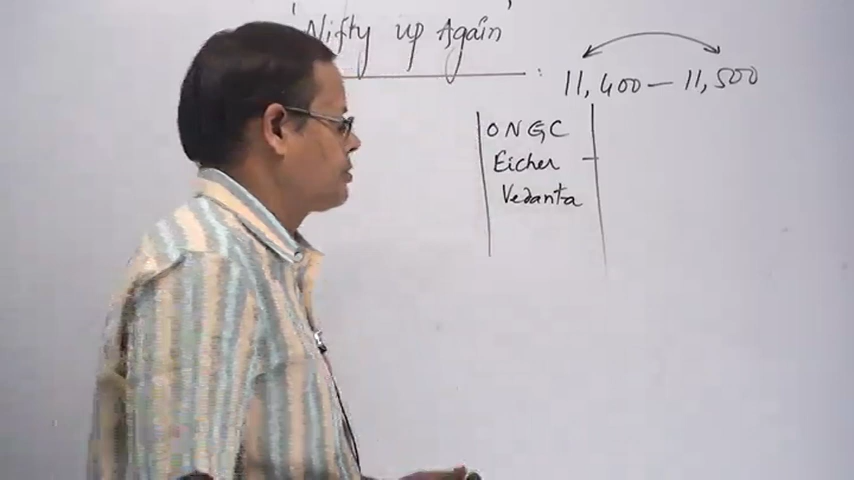 'Nifty up Again'
: 11,400 — 11,500
ONGC
Eicher
Vedanta